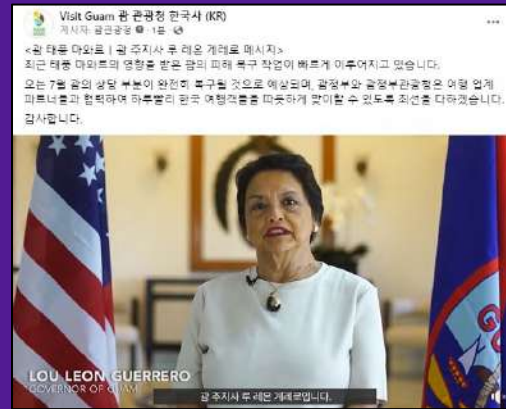 Visit Guam 괌 관광청 한국사 (KR)
게시자: 괌관광청 · 1분 ·
<괌 태풍 마와르 | 괌 주지사 루 레온 게레로 메시지>
최근 태풍 마와르의 영향을 받은 괌의 피해 복구 작업이 빠르게 이루어지고 있습니다.
오는 7월 괌의 상당 부분이 완전히 복구될 것으로 예상되며, 괌정부와 괌정부관광청은 여행 업계
파트너들과 협력하여 하루빨리 한국 여행객들을 따뜻하게 맞이할 수 있도록 최선을 다하겠습니다.
감사합니다.
LOU LEON GUERRERO
GOVERNOR OF GUAM
괌 주지사 루 레온 게레로입니다.